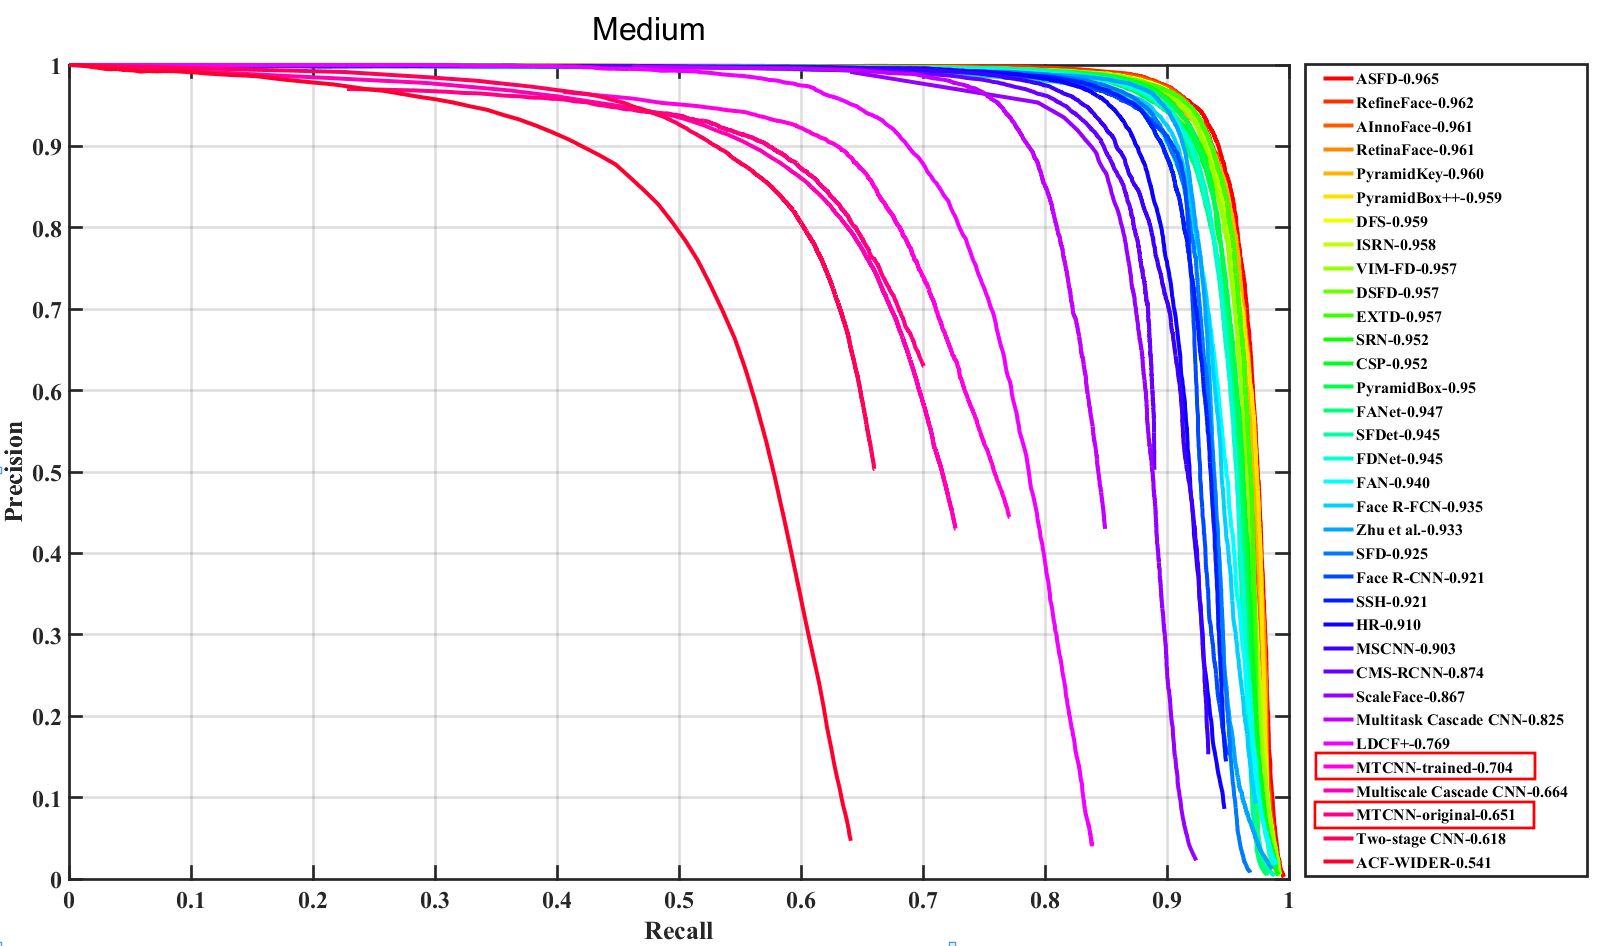 Medium
1
0.9
0.8
0.7
0.6
0.5
0.4
0.3
0.2
0.1
0
Precision
0 0.1 0.2 0.3 0.4 0.5 0.6 0.7 0.8 0.9 1
Recall
ASFD-0.965
RefineFace-0.962
AInnoFace-0.961
RetinaFace-0.961
PyramidKey-0.960
PyramidBox++-0.959
DFS-0.959
ISRN-0.958
VIM-FD-0.957
DSFD-0.957
EXTD-0.957
SRN-0.952
CSP-0.952
PyramidBox-0.95
FANet-0.947
SFDet-0.945
FDNet-0.945
FAN-0.940
Face R-FCN-0.935
Zhu et al.-0.933
SFD-0.925
Face R-CNN-0.921
SSH-0.921
HR-0.910
MSCNN-0.903
CMS-RCNN-0.874
ScaleFace-0.867
Multitask Cascade CNN-0.825
LDCF+-0.769
MTCNN-trained-0.704
Multiscale Cascade CNN-0.664
MTCNN-original-0.651
Two-stage CNN-0.618
ACF-WIDER-0.541